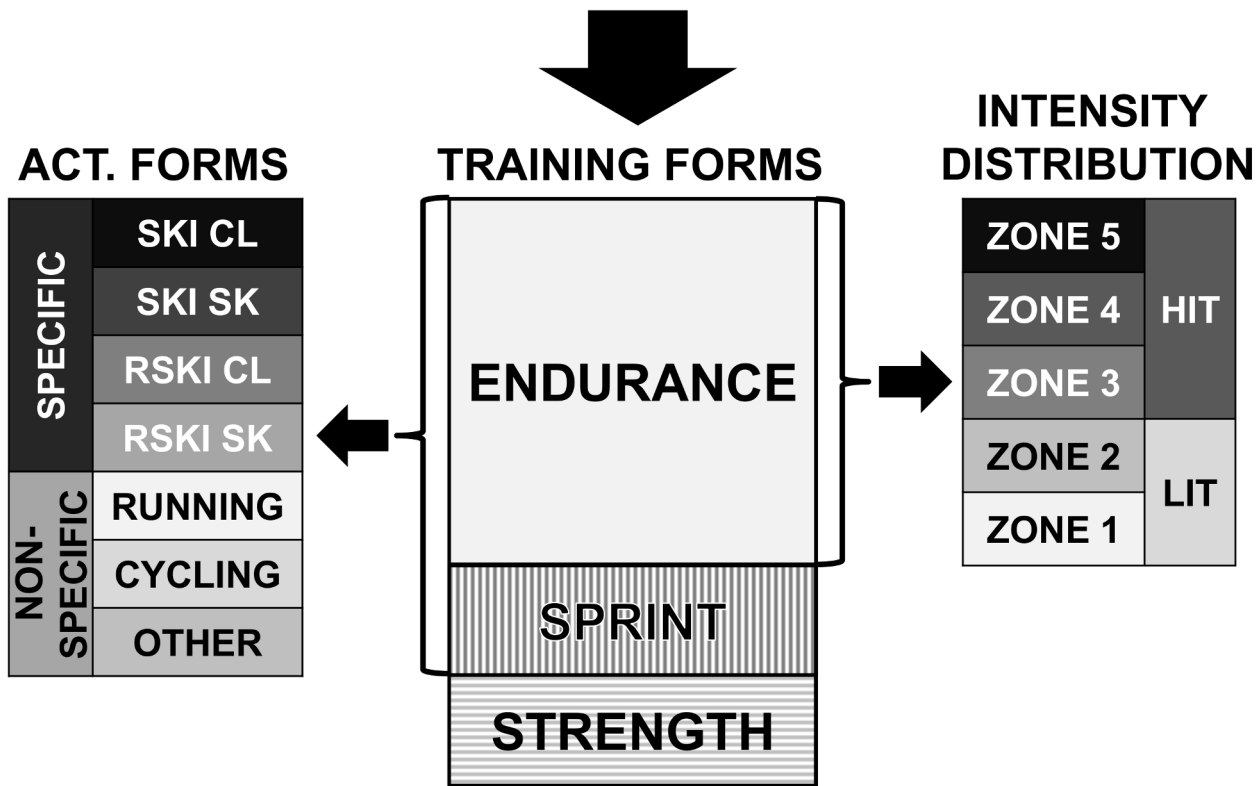 ACT. FORMS
SPECIFIC
SKI CL
SKI SK
RSKI CL
RSKI SK
NON-
SPECIFIC
RUNNING
CYCLING
OTHER
TRAINING FORMS
ENDURANCE
SPRINT
STRENGTH
INTENSITY
DISTRIBUTION
ZONE 5
ZONE 4
ZONE 3
HIT
ZONE 2
ZONE 1
LIT